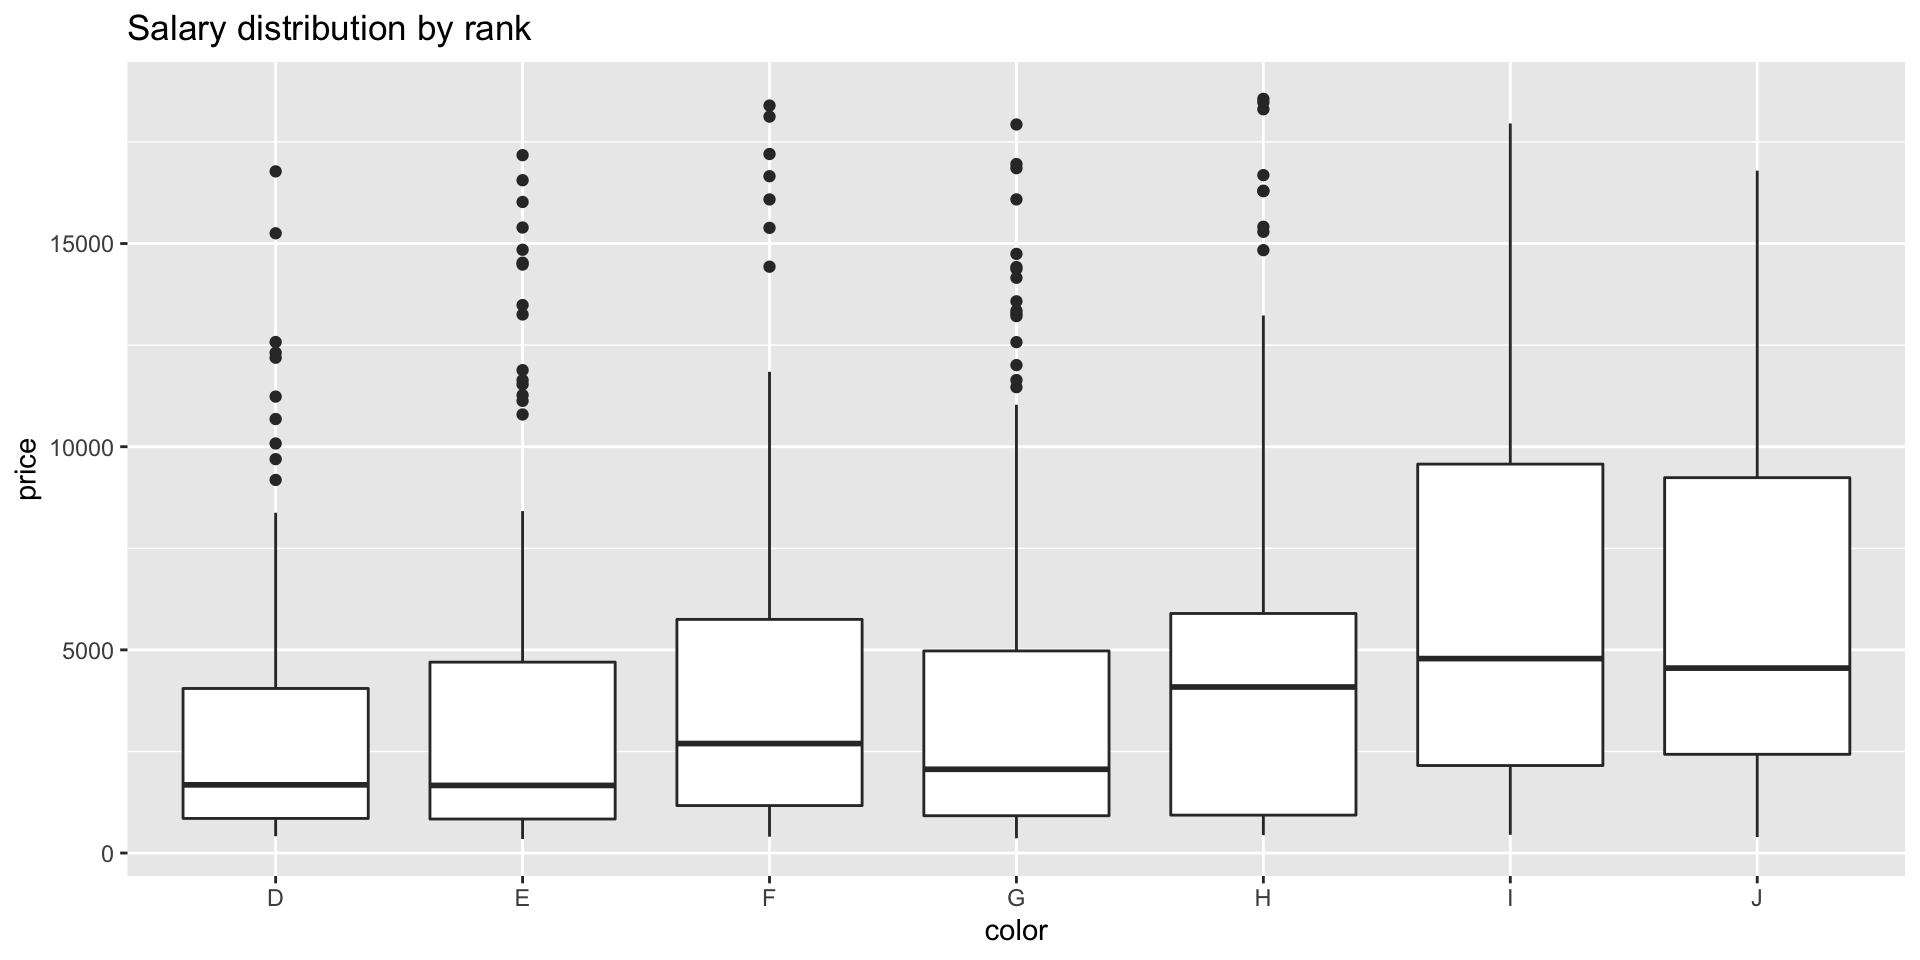 Salary distribution by rank
15000
10000
5000
0
price
D E F G H I J
color